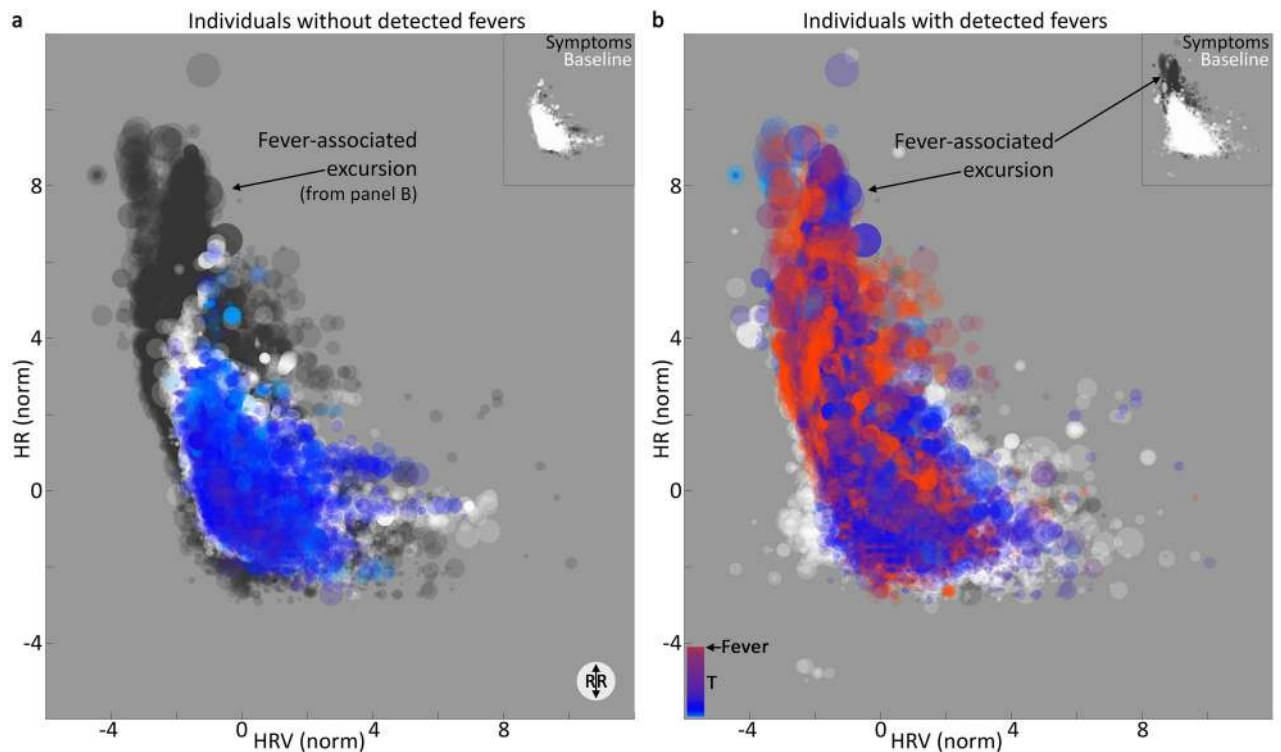 a
Individuals without detected fevers
Symptoms
Baseline
Fever-associated
excursion
(from panel B)
8
4
0
-4
HR (norm)
RR
-4
0
4
8
HRV (norm)
b
Individuals with detected fevers
Symptoms
Baseline
Fever-associated
excursion
8
4
0
-4
HR (norm)
Fever
T
-4
0
4
8
HRV (norm)